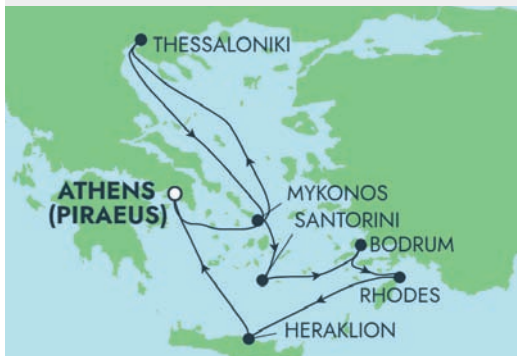 THESSALONIKI
ATHENS
(PIRAEUS)
MYKONOS
SANTORINI
BODRUM
RHODES
HERAKLION